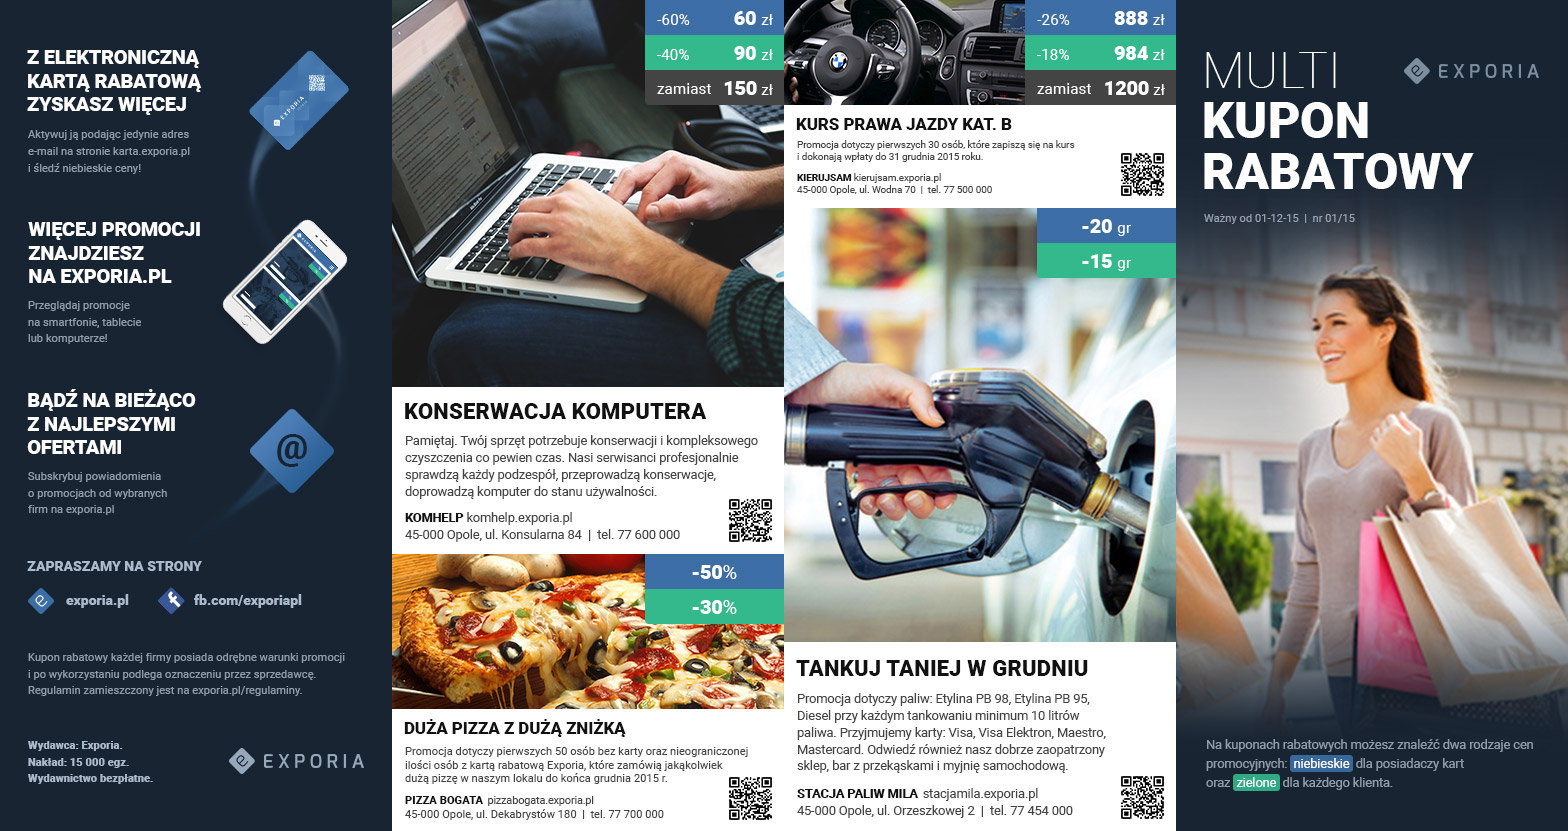 Z ELEKTRONICZNĄ
KARTĄ RABATOWĄ
ZYSKASZ WIĘCEJ
Aktywuj ją podając jedynie adres
e-mail na stronie karta.exporia.pl
i śledź niebieskie ceny!
EXPORIA
WIĘCEJ PROMOCJI
ZNAJDZIESZ
NA EXPORIA.PL
Przeglądaj promocje
na smartfonie, tablecie
lub komputerze!
BĄDŹ NA BIEŻĄCO
Z NAJLEPSZYMI
OFERTAMI
Subskrybuj powiadomienia
o promocjach od wybranych
firm na exporia.pl
@
ZAPRASZAMY NA STRONY
exporia.pl
fb.com/exporiapl
Kupon rabatowy każdej firmy posiada odrębne warunki promocji
i po wykorzystaniu podlega oznaczeniu przez sprzedawcę.
Regulamin zamieszczony jest na exporia.pl/regulaminy.
Wydawca: Exporia.
Nakład: 15 000 egz.
Wydawnictwo bezpłatne.
EXPORIA
-60% 60 zł
-40% 90 zł
zamiast 150 zł
KONSERWACJA KOMPUTERA
Pamiętaj. Twój sprzęt potrzebuje konserwacji i kompleksowego
czyszczenia co pewien czas. Nasi serwisanci profesjonalnie
sprawdzą każdy podzespół, przeprowadzą konserwacje,
doprowadzą komputer do stanu używalności.
KOMHELP komhelp.exporia.pl
45-000 Opole, ul. Konsularna 84 | tel. 77 600 000
-50%
-30%
DUŻA PIZZA Z DUŻĄ ZNIŻKĄ
Promocja dotyczy pierwszych 50 osób bez karty oraz nieograniczonej
ilości osób z kartą rabatową Exporia, które zamówią jakąkolwiek
dużą pizzę w naszym lokalu do końca grudnia 2015 r.
PIZZA BOGATA pizzabogata.exporia.pl
45-000 Opole, ul. Dekabrystów 180 | tel. 77 700 000
-26% 888 zł
-18% 984 zł
zamiast 1200 zł
KURS PRAWA JAZDY KAT. B
Promocja dotyczy pierwszych 30 osób, które zapiszą się na kurs
i dokonają wpłaty do 31 grudnia 2015 roku.
KIERUJSAM kierujsam.exporia.pl
45-000 Opole, ul. Wodna 70 | tel. 77 500 000
-20 gr
-15 gr
TANKUJ TANIEJ W GRUDNIU
Promocja dotyczy paliw: Etylina PB 98, Etylina PB 95,
Diesel przy każdym tankowaniu minimum 10 litrów
paliwa. Przyjmujemy karty: Visa, Visa Elektron, Maestro,
Mastercard. Odwiedź również nasz dobrze zaopatrzony
sklep, bar z przekąskami i myjnię samochodową.
STACJA PALIW MILA stacjamila.exporia.pl
45-000 Opole, ul. Orzeszkowej 2 | tel. 77 454 000
EXPORIA
MULTI
KUPON
RABATOWY
Ważny od 01-12-15 | nr 01/15
Na kuponach rabatowych możesz znaleźć dwa rodzaje cen
promocyjnych: niebieskie dla posiadaczy kart
oraz zielone dla każdego klienta.